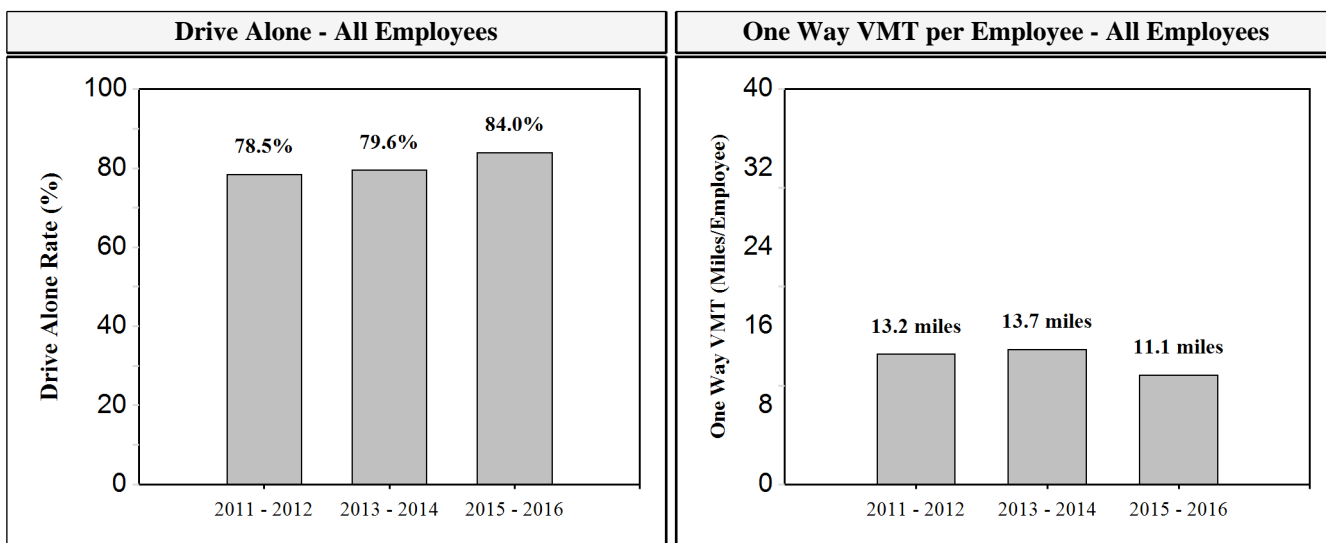 Drive Alone - All Employees
100
80
60
40
20
0
Drive Alone Rate (%)
78.5%
79.6%
84.0%
2011 - 2012
2013 - 2014
2015 - 2016
One Way VMT per Employee - All Employees
40
32
24
16
8
0
One Way VMT (Miles/Employee)
13.2 miles
13.7 miles
11.1 miles
2011 - 2012
2013 - 2014
2015 - 2016